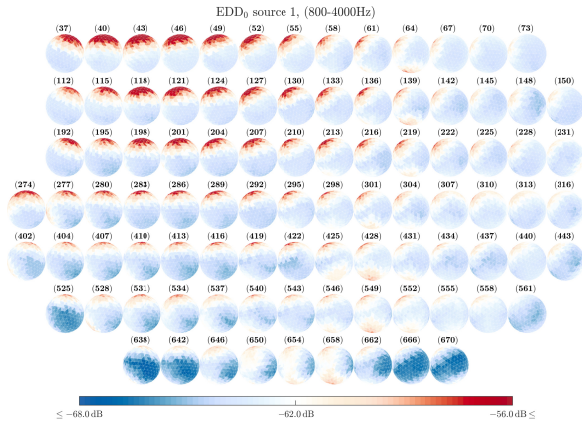 EDD₀ source 1, (800-4000Hz)
(37) (40) (43) (46) (49) (52) (55) (58) (61) (64) (67) (70) (73)
(112) (115) (118) (121) (124) (127) (130) (133) (136) (139) (142) (145) (148) (150)
(192) (195) (198) (201) (204) (207) (210) (213) (216) (219) (222) (225) (228) (231)
(274) (277) (280) (283) (286) (289) (292) (295) (298) (301) (304) (307) (310) (313) (316)
(402) (404) (407) (410) (413) (416) (419) (422) (425) (428) (431) (434) (437) (440) (443)
(525) (528) (531) (534) (537) (540) (543) (546) (549) (552) (555) (558) (561)
(638) (642) (646) (650) (654) (658) (662) (666) (670)
≤ −68.0 dB −62.0 dB −56.0 dB ≤